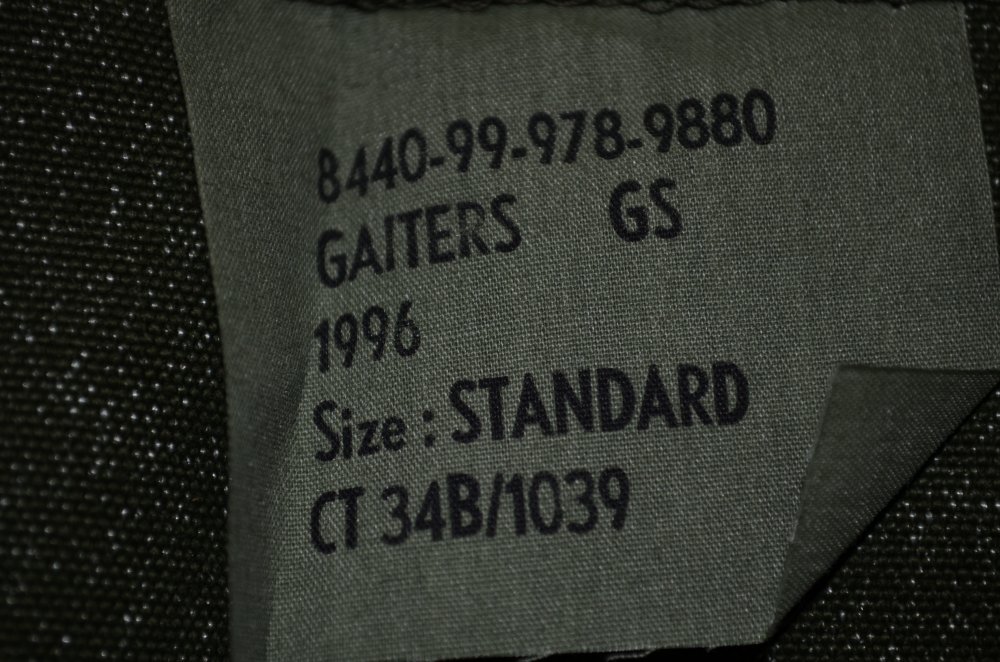 8440-99-978-9880
GAITERS GS
1996
Size : STANDARD
CT 34B/1039